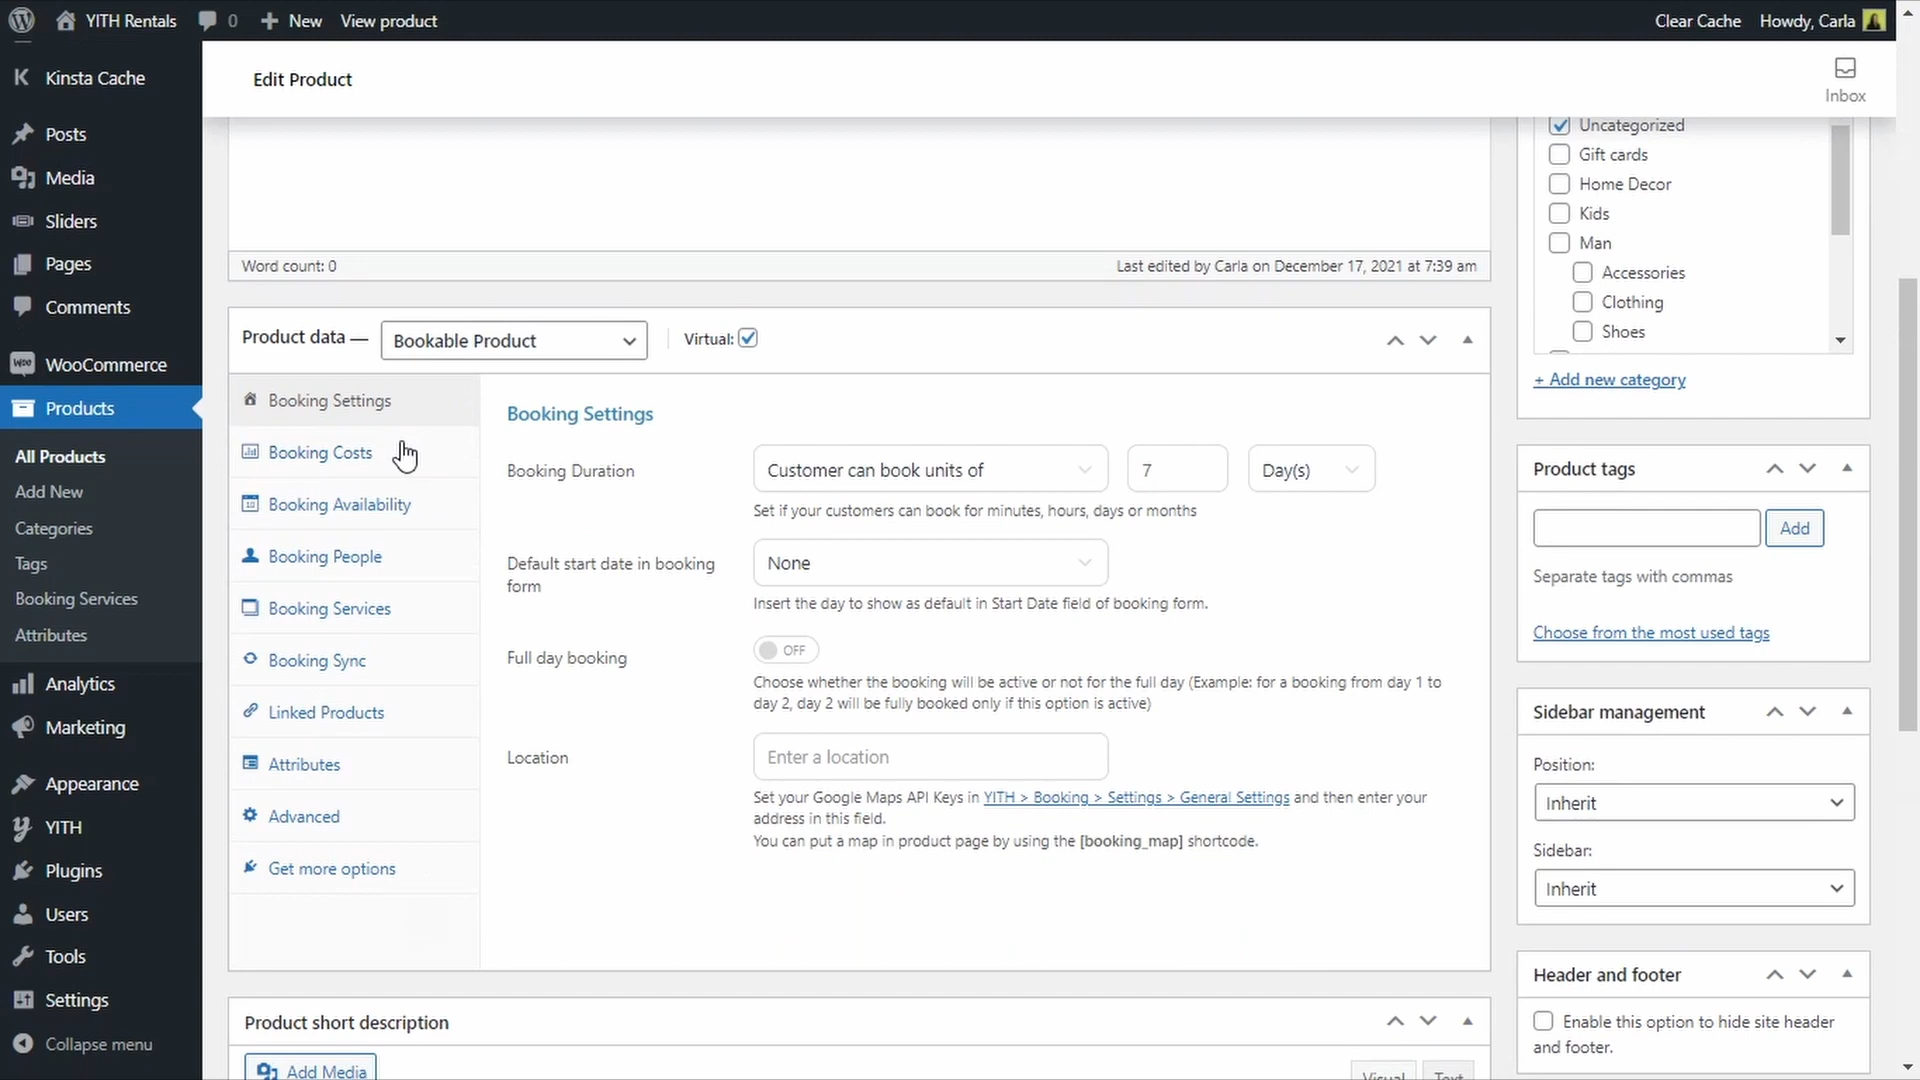 YITH Rentals
0
New
View product
Clear Cache
Howdy, Carla
Kinsta Cache
Posts
Media
Sliders
Pages
Comments
WooCommerce
Products
All Products
Add New
Categories
Tags
Booking Services
Attributes
Analytics
Marketing
Appearance
YITH
Plugins
Users
Tools
Settings
Collapse menu
Edit Product
Inbox
Word count: 0
Last edited by Carla on December 17, 2021 at 7:39 am
Product data —
Bookable Product
Virtual:
Booking Settings
Booking Costs
Booking Availability
Booking People
Booking Services
Booking Sync
Linked Products
Attributes
Advanced
Get more options
Booking Settings
Booking Duration
Customer can book units of
7
Day(s)
Set if your customers can book for minutes, hours, days or months
Default start date in booking
form
None
Insert the day to show as default in Start Date field of booking form.
Full day booking
OFF
Choose whether the booking will be active or not for the full day (Example: for a booking from day 1 to
day 2, day 2 will be fully booked only if this option is active)
Location
Enter a location
Set your Google Maps API Keys in YITH > Booking > Settings > General Settings and then enter your
address in this field.
You can put a map in product page by using the [booking_map] shortcode.
Product short description
Add Media
Visual
Text
Uncategorized
Gift cards
Home Decor
Kids
Man
Accessories
Clothing
Shoes
+ Add new category
Product tags
Add
Separate tags with commas
Choose from the most used tags
Sidebar management
Position:
Inherit
Sidebar:
Inherit
Header and footer
Enable this option to hide site header
and footer.